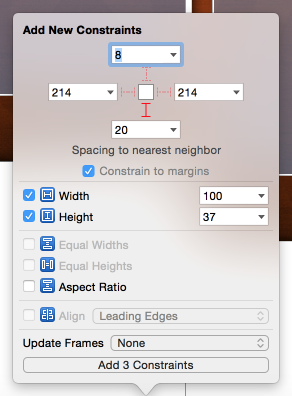 Add New Constraints
8
214 214
20
Spacing to nearest neighbor
Constrain to margins
Width 100
Height 37
Equal Widths
Equal Heights
Aspect Ratio
Align Leading Edges
Update Frames None
Add 3 Constraints